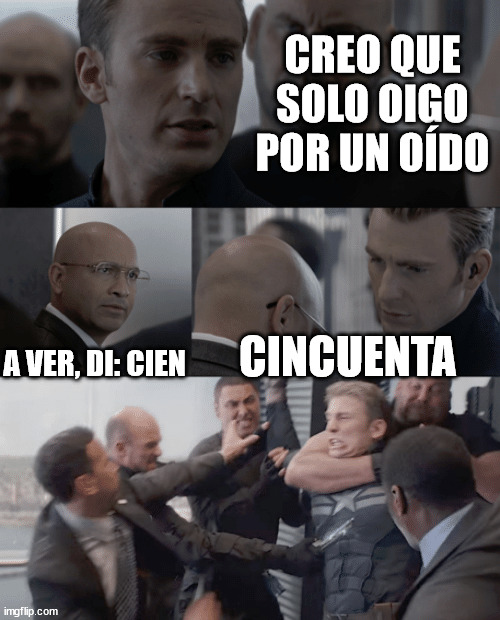 CREO QUE
SOLO OIGO
POR UN OÍDO
A VER, DI: CIEN
CINCUENTA
imgflip.com